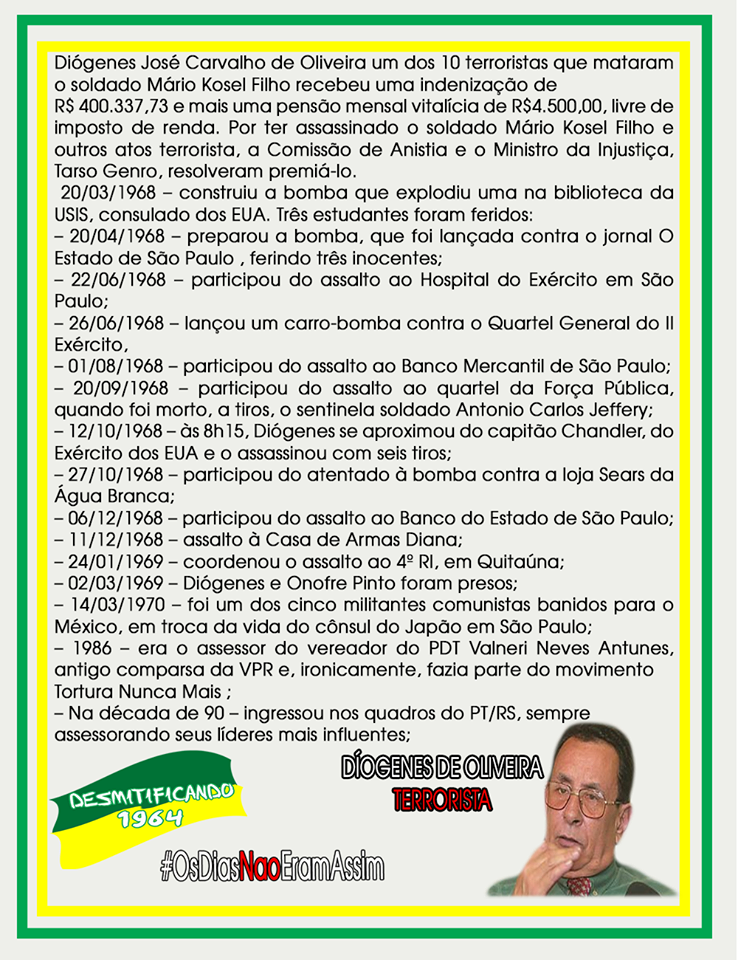 Diógenes José Carvalho de Oliveira um dos 10 terroristas que mataram
o soldado Mário Kosel Filho recebeu uma indenização de
R$ 400.337,73 e mais uma pensão mensal vitalícia de R$4.500,00, livre de
imposto de renda. Por ter assassinado o soldado Mário Kosel Filho e
outros atos terrorista, a Comissão de Anistia e o Ministro da Injustiça,
Tarso Genro, resolveram premiá-lo.
20/03/1968 – construiu a bomba que explodiu uma na biblioteca da
USIS, consulado dos EUA. Três estudantes foram feridos:
– 20/04/1968 – preparou a bomba, que foi lançada contra o jornal O
Estado de São Paulo , ferindo três inocentes;
– 22/06/1968 – participou do assalto ao Hospital do Exército em São
Paulo;
– 26/06/1968 – lançou um carro-bomba contra o Quartel General do II
Exército,
– 01/08/1968 – participou do assalto ao Banco Mercantil de São Paulo;
– 20/09/1968 – participou do assalto ao quartel da Força Pública,
quando foi morto, a tiros, o sentinela soldado Antonio Carlos Jeffery;
– 12/10/1968 – às 8h15, Diógenes se aproximou do capitão Chandler, do
Exército dos EUA e o assassinou com seis tiros;
– 27/10/1968 – participou do atentado à bomba contra a loja Sears da
Água Branca;
– 06/12/1968 – participou do assalto ao Banco do Estado de São Paulo;
– 11/12/1968 – assalto à Casa de Armas Diana;
– 24/01/1969 – coordenou o assalto ao 4º RI, em Quitaúna;
– 02/03/1969 – Diógenes e Onofre Pinto foram presos;
– 14/03/1970 – foi um dos cinco militantes comunistas banidos para o
México, em troca da vida do cônsul do Japão em São Paulo;
– 1986 – era o assessor do vereador do PDT Valneri Neves Antunes,
antigo comparsa da VPR e, ironicamente, fazia parte do movimento
Tortura Nunca Mais ;
– Na década de 90 – ingressou nos quadros do PT/RS, sempre
assessorando seus líderes mais influentes;
DÍOGENES DE OLIVEIRA
TERRORISTA
DESMITIFICANDO
1964
#OsDiasNaoEramAssim